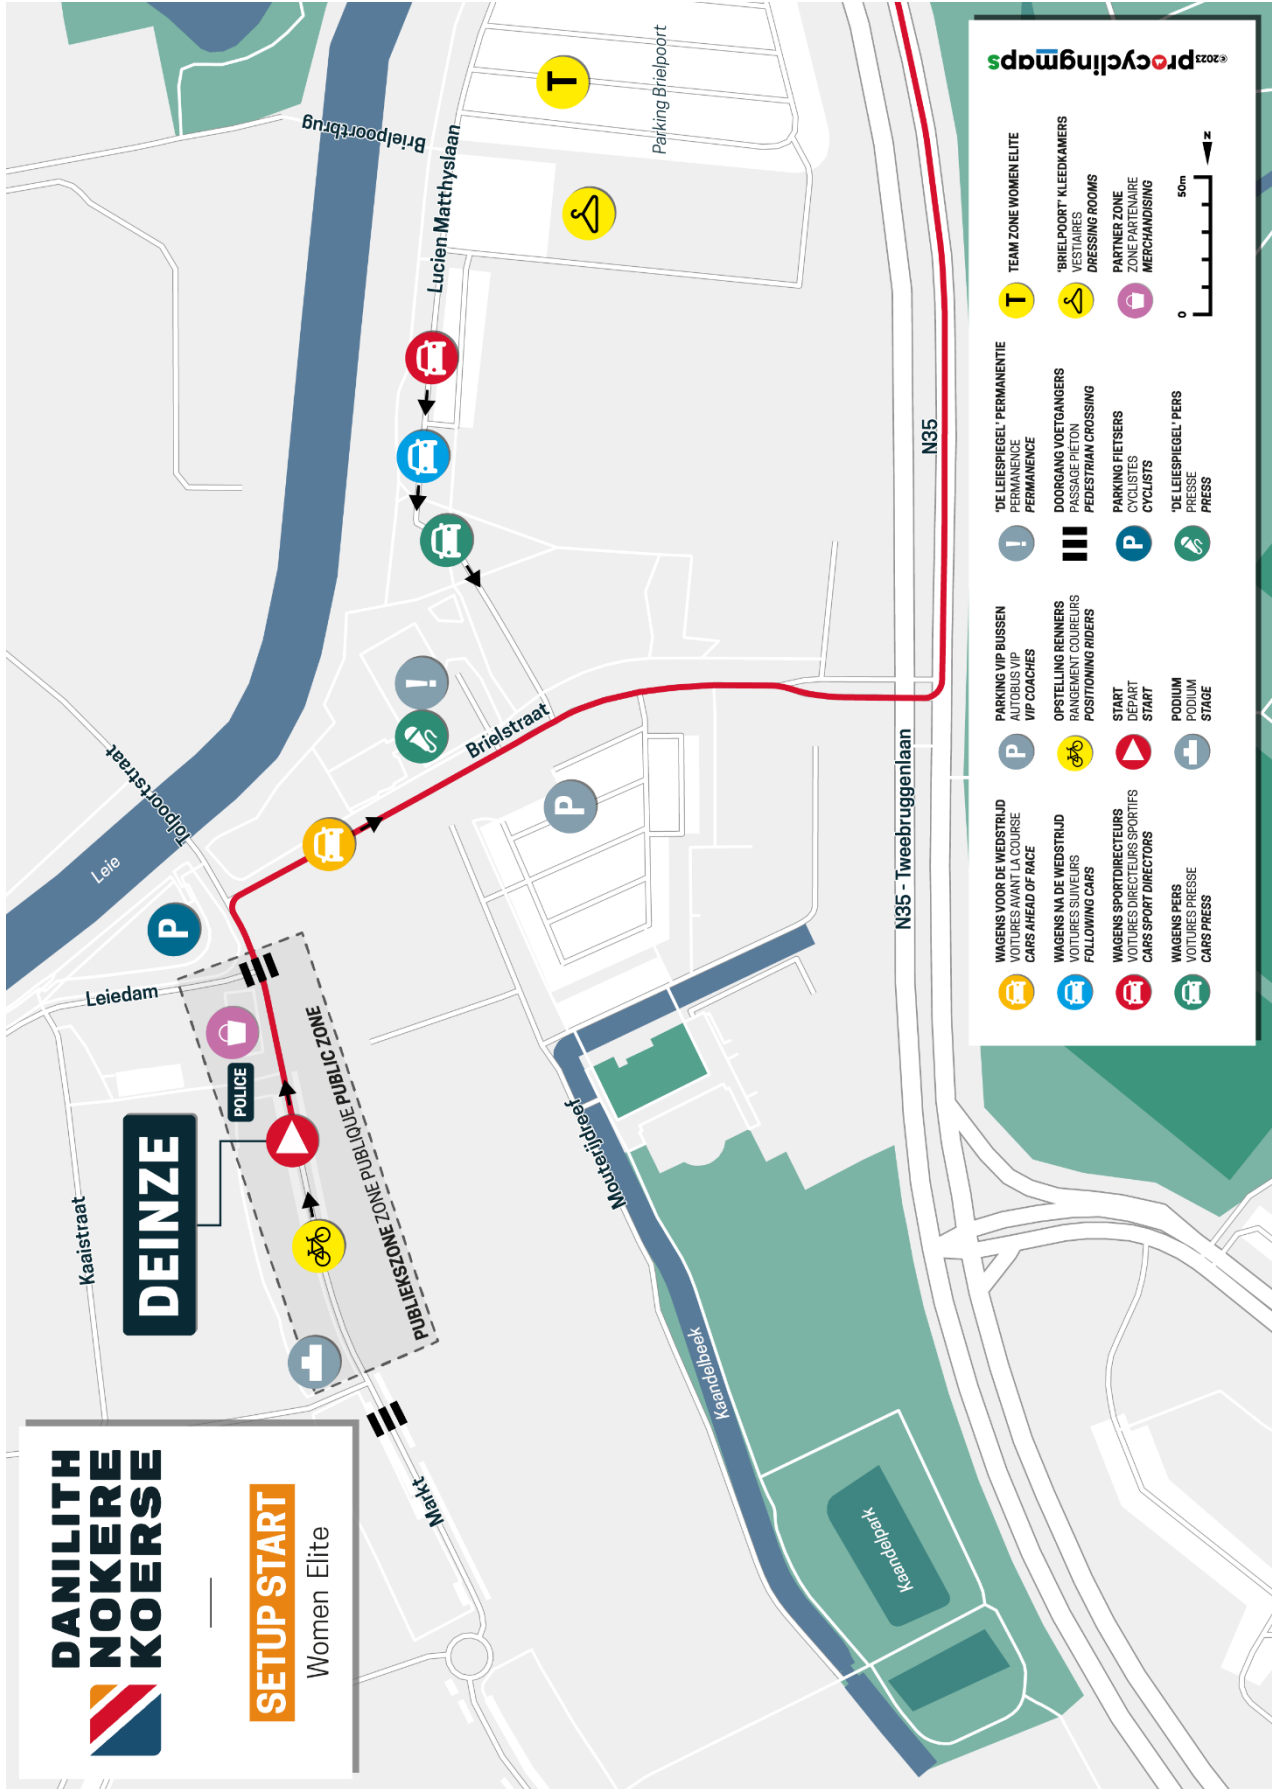 DANILITH
NOKERE
KOERSE
SETUP START
Women Elite
DEINZE
POLICE
PUBLIEKSZONE ZONE PUBLIQUE PUBLIC ZONE
Kaaistraat
Leiedam
Leie
Tolpoortstraat
Brielpoortbrug
Lucien Matthyslaan
Parking Brielpoort
T
P
!
P
Brielstraat
Markt
Mouterijdreef
Kaandelbeek
Kaandelpark
N35 - Tweebruggenlaan
N35
WAGENS VOOR DE WEDSTRIJD
VOITURES AVANT LA COURSE
CARS AHEAD OF RACE
WAGENS NA DE WEDSTRIJD
VOITURES SUIVEURS
FOLLOWING CARS
WAGENS SPORTDIRECTEURS
VOITURES DIRECTEURS SPORTIFS
CARS SPORT DIRECTORS
WAGENS PERS
VOITURES PRESSE
CARS PRESS
P
PARKING VIP BUSSEN
AUTOBUS VIP
VIP COACHES
OPSTELLING RENNERS
RANGEMENT COUREURS
POSITIONING RIDERS
START
DÉPART
START
PODIUM
PODIUM
STAGE
!
'DE LEIESPIEGEL' PERMANENTIE
PERMANENCE
PERMANENCE
DOORGANG VOETGANGERS
PASSAGE PIÉTON
PEDESTRIAN CROSSING
P
PARKING FIETSERS
CYCLISTES
CYCLISTS
'DE LEIESPIEGEL' PERS
PRESSE
PRESS
T
TEAM ZONE WOMEN ELITE
'BRIELPOORT' KLEEDKAMERS
VESTIAIRES
DRESSING ROOMS
PARTNER ZONE
ZONE PARTENAIRE
MERCHANDISING
0 50m
N
©2023 procyclingmaps